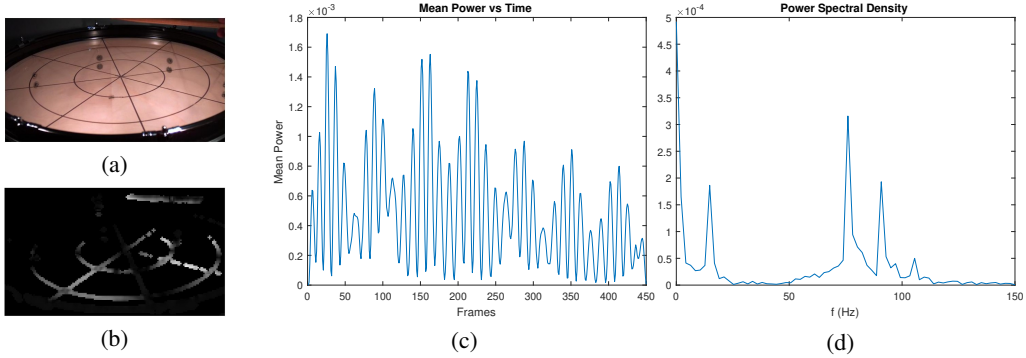 (a)
(b)
Mean Power vs Time
×10⁻³
Mean Power
1.8
1.6
1.4
1.2
1
0.8
0.6
0.4
0.2
0
0 50 100 150 200 250 300 350 400 450
Frames
(c)
Power Spectral Density
×10⁻⁴
5
4.5
4
3.5
3
2.5
2
1.5
1
0.5
0
0 50 100 150
f (Hz)
(d)